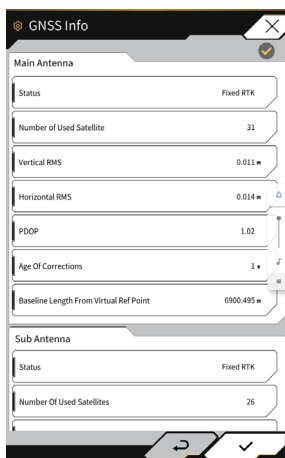 GNSS Info
Main Antenna
Status Fixed RTK
Number of Used Satellite 31
Vertical RMS 0.011 m
Horizontal RMS 0.014 m
PDOP 1.02
Age Of Corrections 1 s
Baseline Length From Virtual Ref Point 6900.495 m
Sub Antenna
Status Fixed RTK
Number Of Used Satellites 26